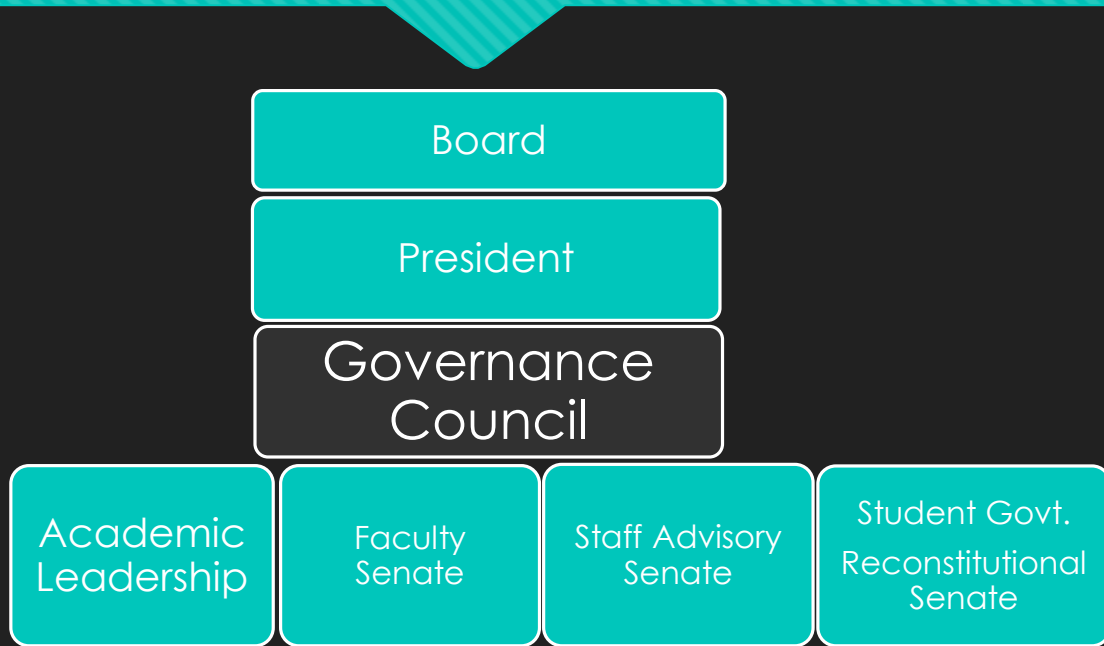 Board
President
Governance
Council
Academic
Leadership
Faculty
Senate
Staff Advisory
Senate
Student Govt.
Reconstitutional
Senate